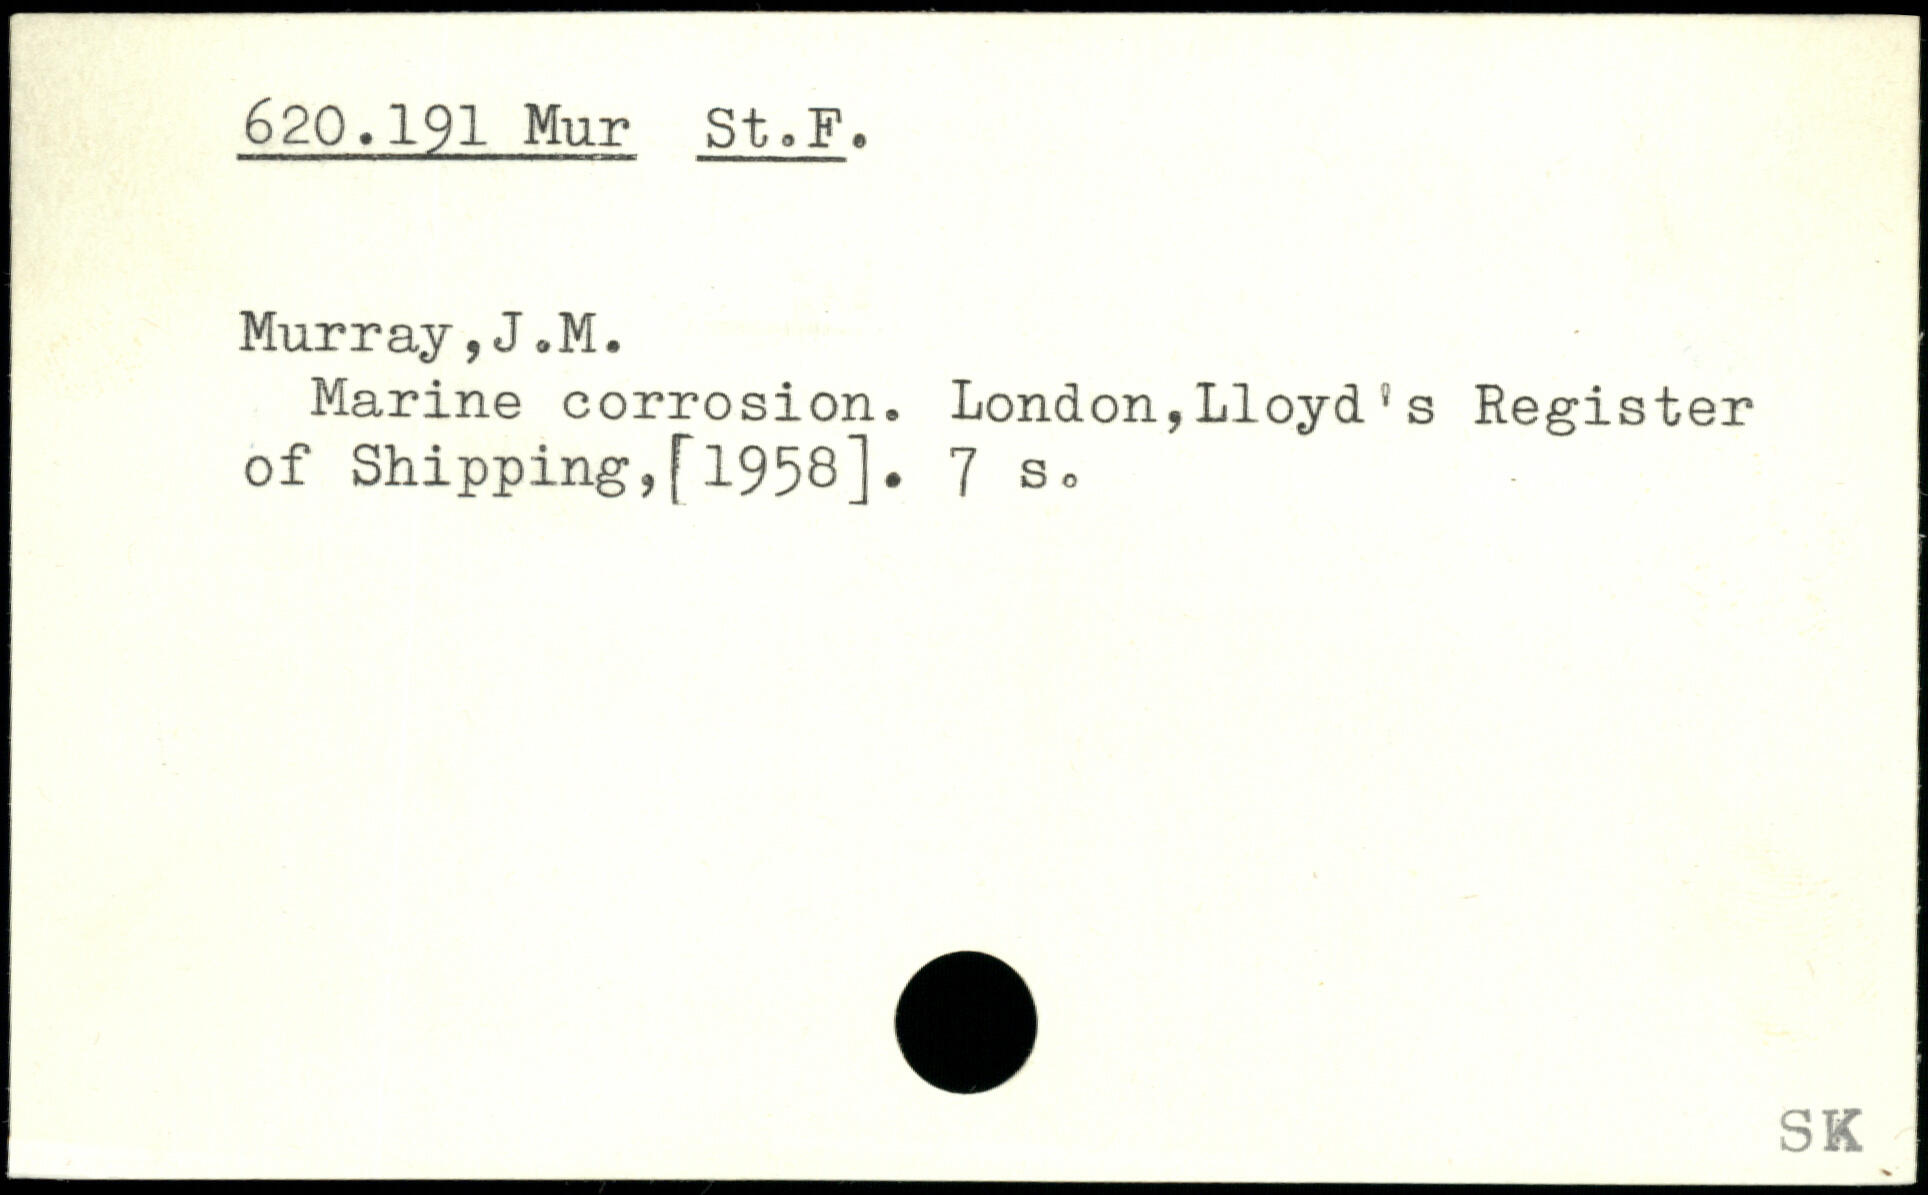 620.191 Mur St.F.
Murray,J.M.
Marine corrosion. London,Lloyd's Register
of Shipping,[1958]. 7 s.
SK